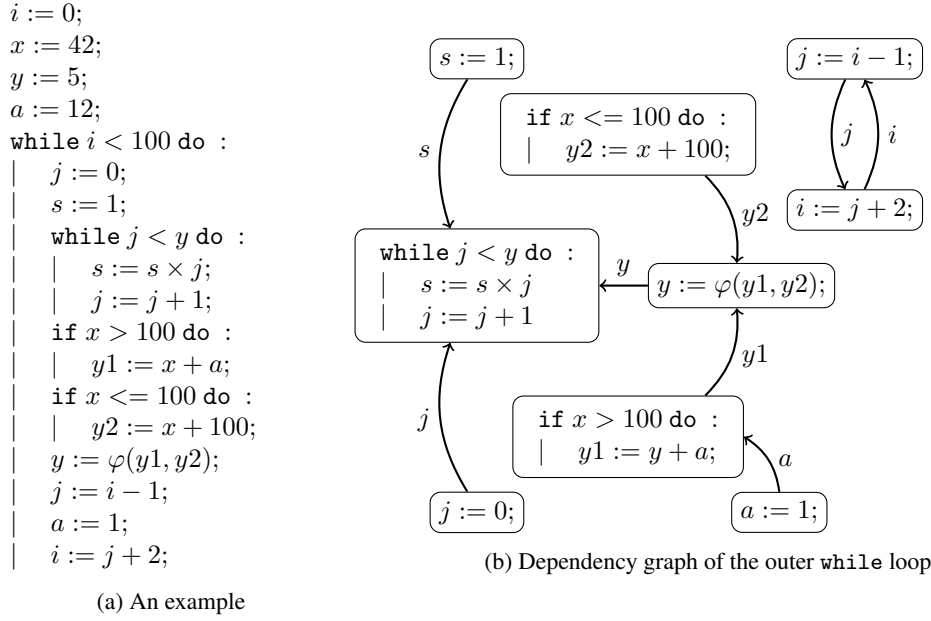 i := 0;
x := 42;
y := 5;
a := 12;
while i < 100 do :
| j := 0;
| s := 1;
| while j < y do :
| | s := s × j;
| | j := j + 1;
| if x > 100 do :
| | y1 := x + a;
| if x <= 100 do :
| | y2 := x + 100;
| y := φ(y1, y2);
| j := i − 1;
| a := 1;
| i := j + 2;
(a) An example
s := 1;
j := i − 1;
if x <= 100 do :
| y2 := x + 100;
s
j
i
i := j + 2;
y2
while j < y do :
| s := s × j
| j := j + 1
y
y := φ(y1, y2);
y1
j
if x > 100 do :
| y1 := y + a;
a
j := 0;
a := 1;
(b) Dependency graph of the outer while loop